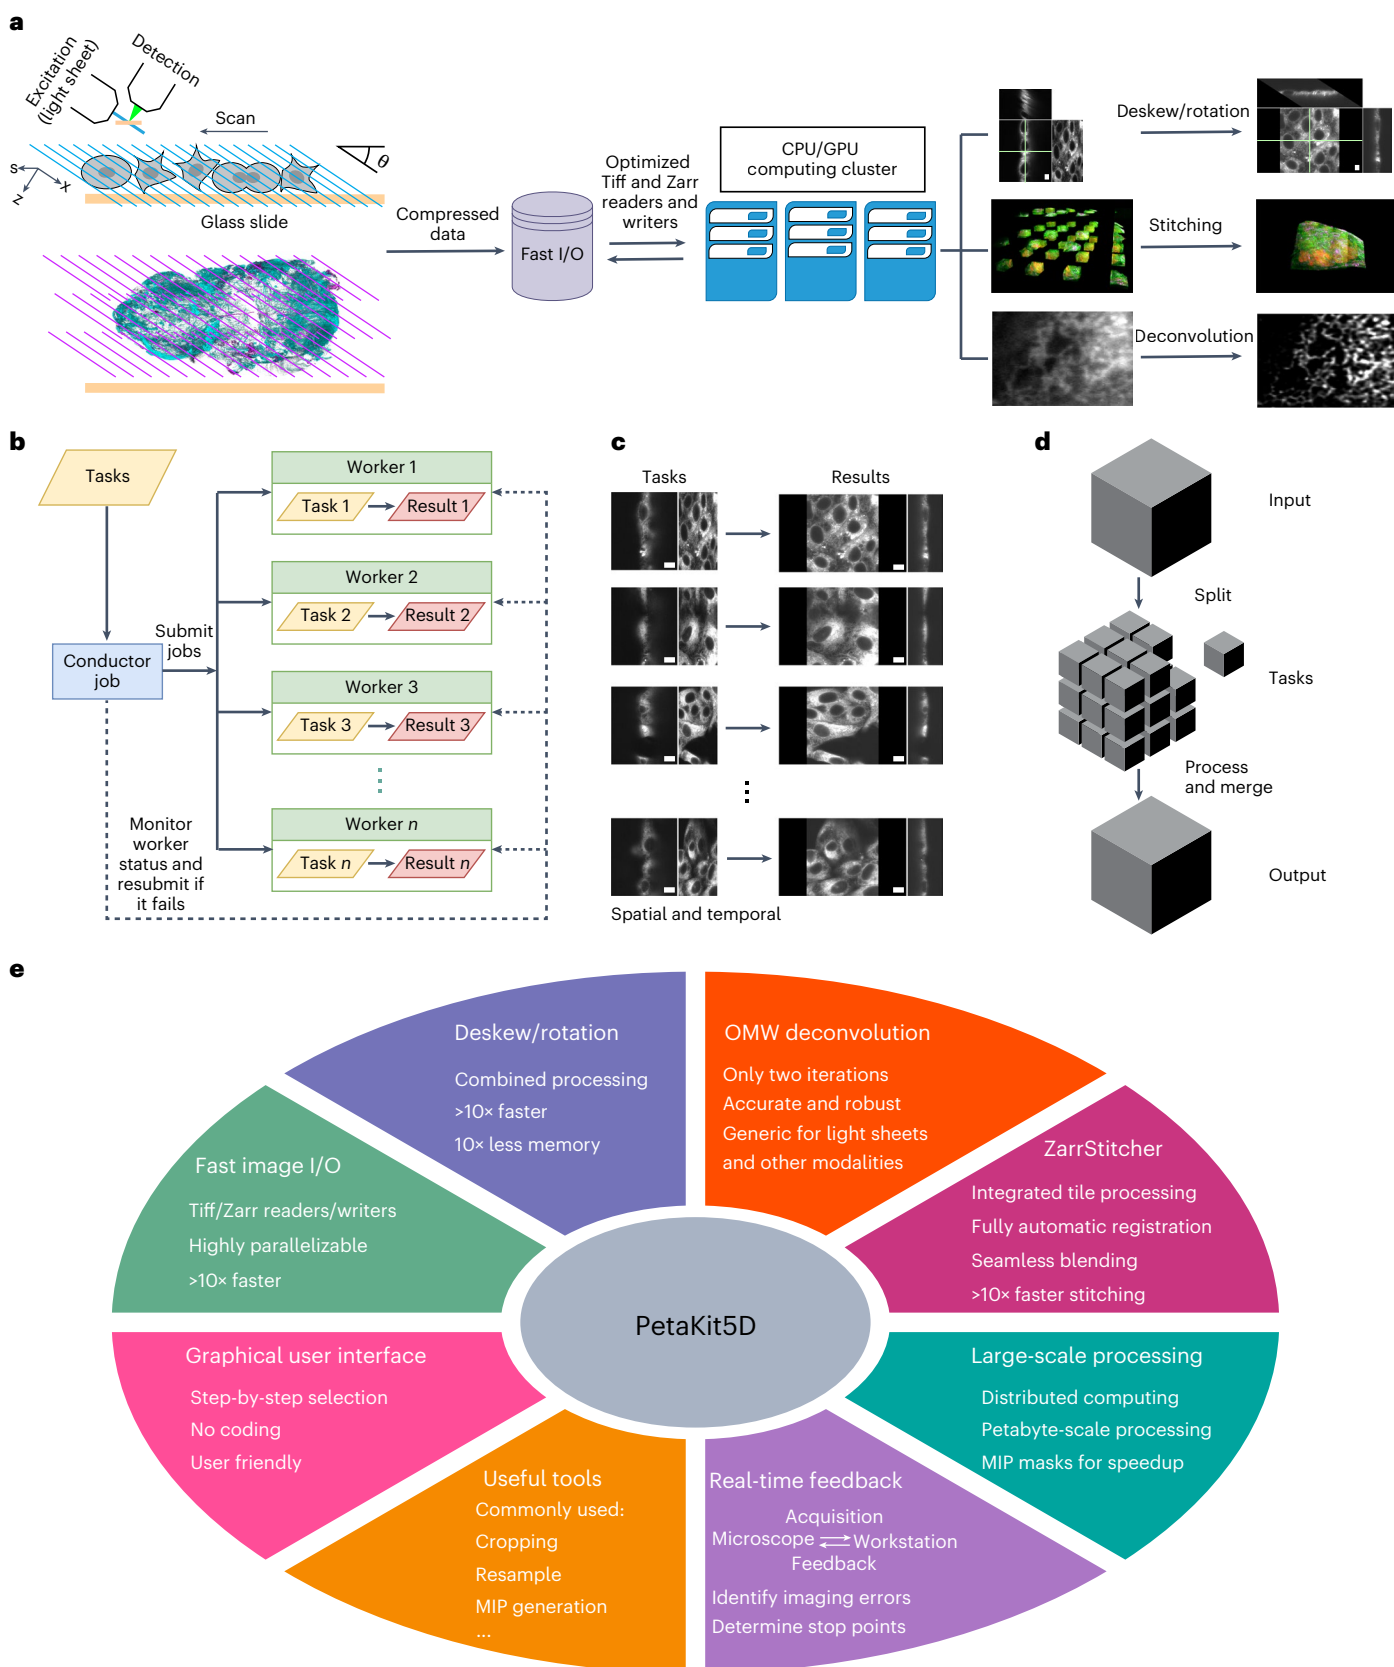 a
Excitation
(light sheet)
Detection
Scan
θ
s
x
z
Glass slide
Compressed
data
Fast I/O
Optimized
Tiff and Zarr
readers and
writers
CPU/GPU
computing cluster
Deskew/rotation
Stitching
Deconvolution
b
Tasks
Conductor
job
Submit
jobs
Worker 1
Task 1
Result 1
Worker 2
Task 2
Result 2
Worker 3
Task 3
Result 3
Worker n
Task n
Result n
Monitor
worker
status and
resubmit if
it fails
c
Tasks
Results
Spatial and temporal
d
Input
Split
Tasks
Process
and merge
Output
e
Deskew/rotation
Combined processing
>10× faster
10× less memory
OMW deconvolution
Only two iterations
Accurate and robust
Generic for light sheets
and other modalities
Fast image I/O
Tiff/Zarr readers/writers
Highly parallelizable
>10× faster
ZarrStitcher
Integrated tile processing
Fully automatic registration
Seamless blending
>10× faster stitching
PetaKit5D
Graphical user interface
Step-by-step selection
No coding
User friendly
Large-scale processing
Distributed computing
Petabyte-scale processing
MIP masks for speedup
Useful tools
Commonly used:
Cropping
Resample
MIP generation
...
Real-time feedback
Acquisition
Microscope Workstation
Feedback
Identify imaging errors
Determine stop points